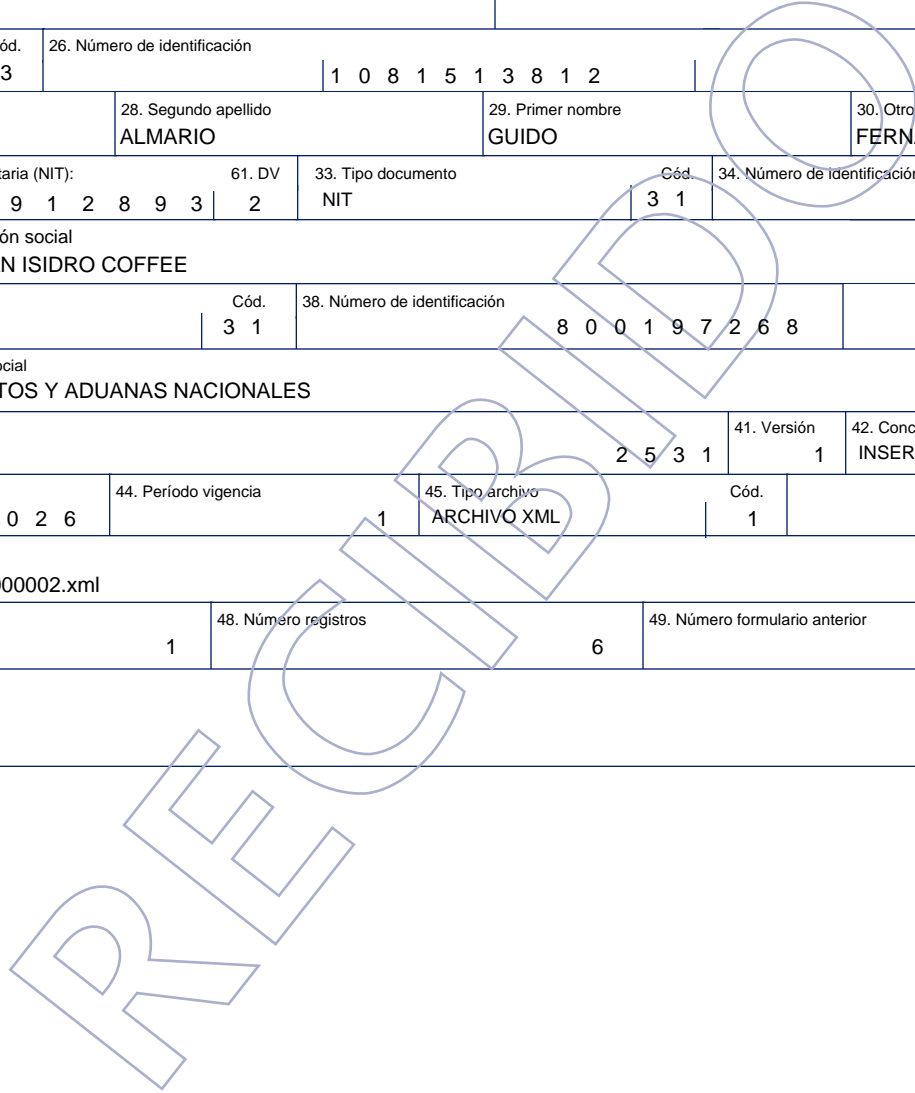 ód. 26. Número de identificación
3 1 0 8 1 5 1 3 8 1 2
28. Segundo apellido 29. Primer nombre 30. Otro
ALMARIO GUIDO FERNA
taria (NIT): 61. DV 33. Tipo documento Cód. 34. Número de identificación
9 1 2 8 9 3 2 NIT 3 1
ón social
N ISIDRO COFFEE
Cód. 38. Número de identificación
3 1 8 0 0 1 9 7 2 6 8
ocial
TOS Y ADUANAS NACIONALES
41. Versión 42. Conc
2 5 3 1 1 INSER
44. Período vigencia 45. Tipo archivo Cód.
0 2 6 1 ARCHIVO XML 1
00002.xml
48. Número registros 49. Número formulario anterior
1 6
RECIBIDO